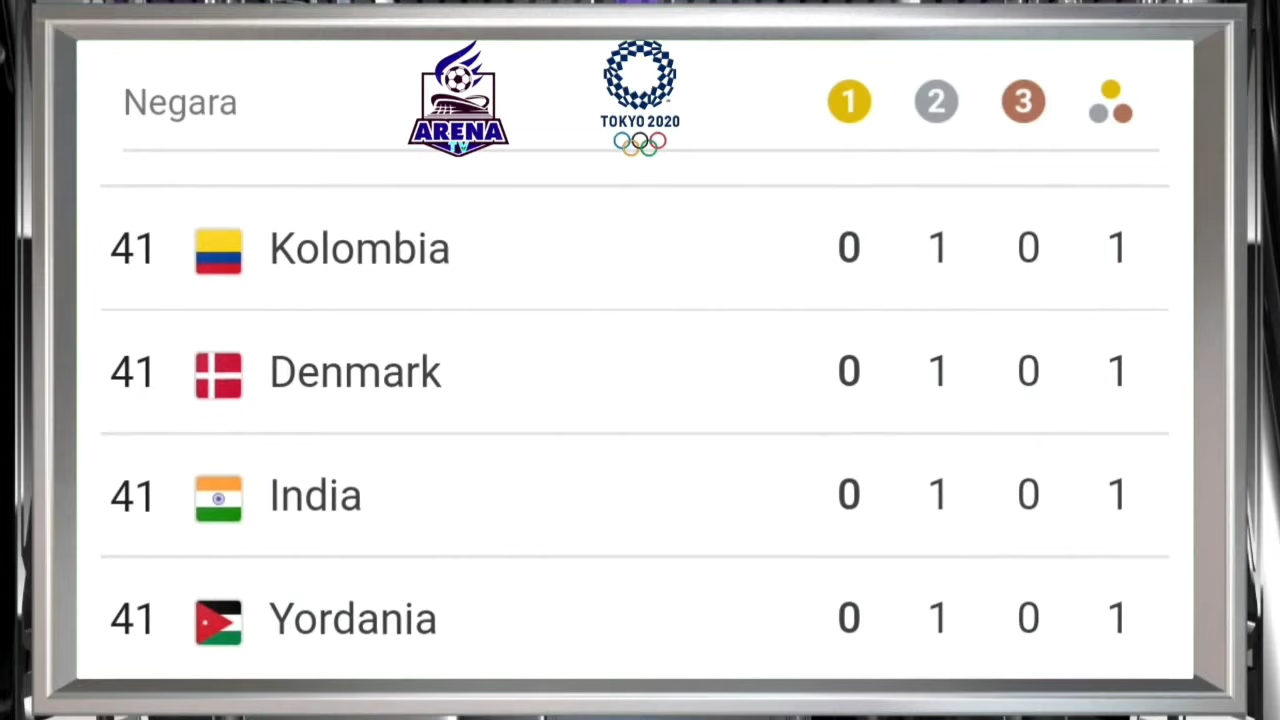 Negara
ARENA
TV
TOKYO 2020
1 2 3
41 Kolombia 0 1 0 1
41 Denmark 0 1 0 1
41 India 0 1 0 1
41 Yordania 0 1 0 1